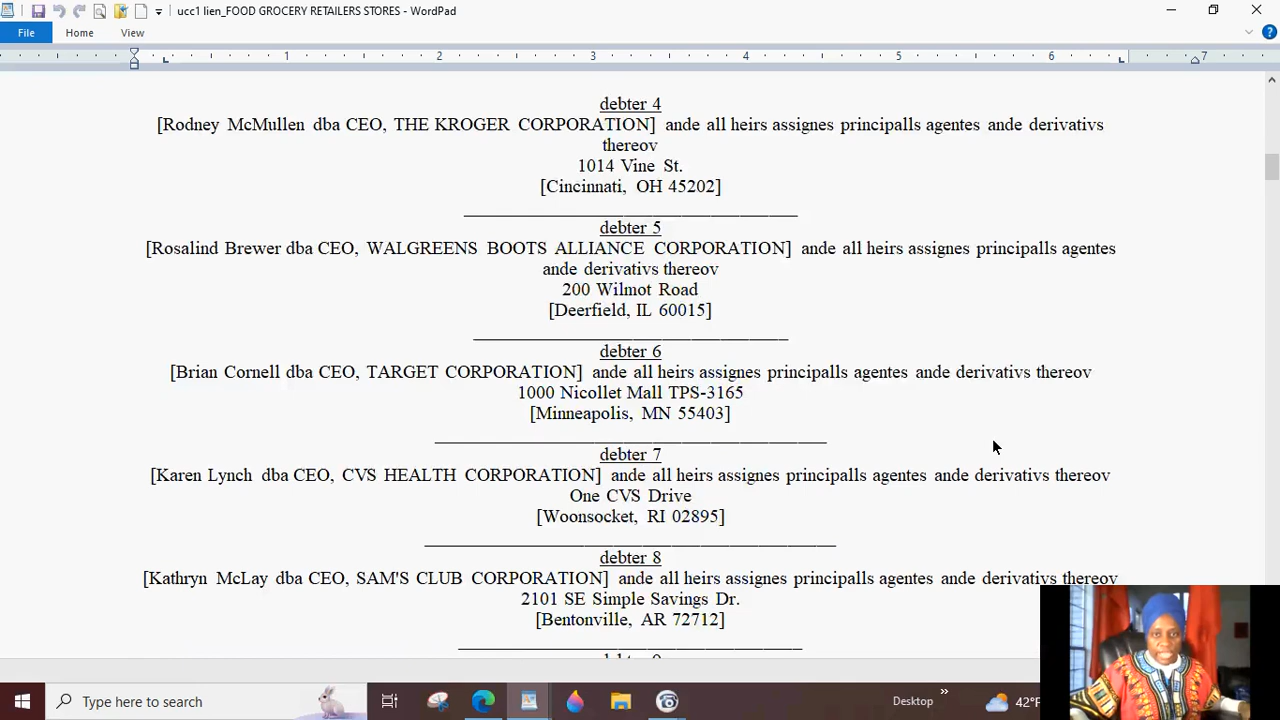 ucc1 lien_FOOD GROCERY RETAILERS STORES - WordPad
File Home View
1 2 3 4 5 6 7
debter 4
[Rodney McMullen dba CEO, THE KROGER CORPORATION] ande all heirs assignes principalls agentes ande derivativs
thereov
1014 Vine St.
[Cincinnati, OH 45202]
debter 5
[Rosalind Brewer dba CEO, WALGREENS BOOTS ALLIANCE CORPORATION] ande all heirs assignes principalls agentes
ande derivativs thereov
200 Wilmot Road
[Deerfield, IL 60015]
debter 6
[Brian Cornell dba CEO, TARGET CORPORATION] ande all heirs assignes principalls agentes ande derivativs thereov
1000 Nicollet Mall TPS-3165
[Minneapolis, MN 55403]
debter 7
[Karen Lynch dba CEO, CVS HEALTH CORPORATION] ande all heirs assignes principalls agentes ande derivativs thereov
One CVS Drive
[Woonsocket, RI 02895]
debter 8
[Kathryn McLay dba CEO, SAM'S CLUB CORPORATION] ande all heirs assignes principalls agentes ande derivativs thereov
2101 SE Simple Savings Dr.
[Bentonville, AR 72712]
Type here to search
Desktop
42°F